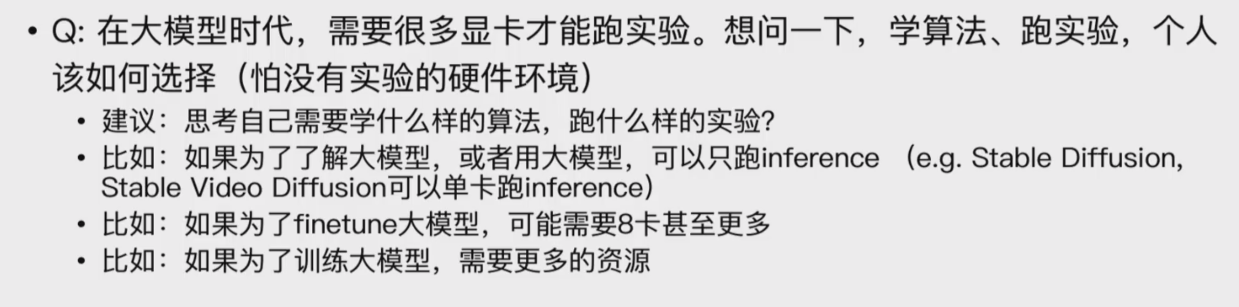 • Q: 在大模型时代，需要很多显卡才能跑实验。想问一下，学算法、跑实验，个人
该如何选择（怕没有实验的硬件环境）
• 建议：思考自己需要学什么样的算法，跑什么样的实验？
• 比如：如果为了了解大模型，或者用大模型，可以只跑inference （e.g. Stable Diffusion,
Stable Video Diffusion可以单卡跑inference）
• 比如：如果为了finetune大模型，可能需要8卡甚至更多
• 比如：如果为了训练大模型，需要更多的资源